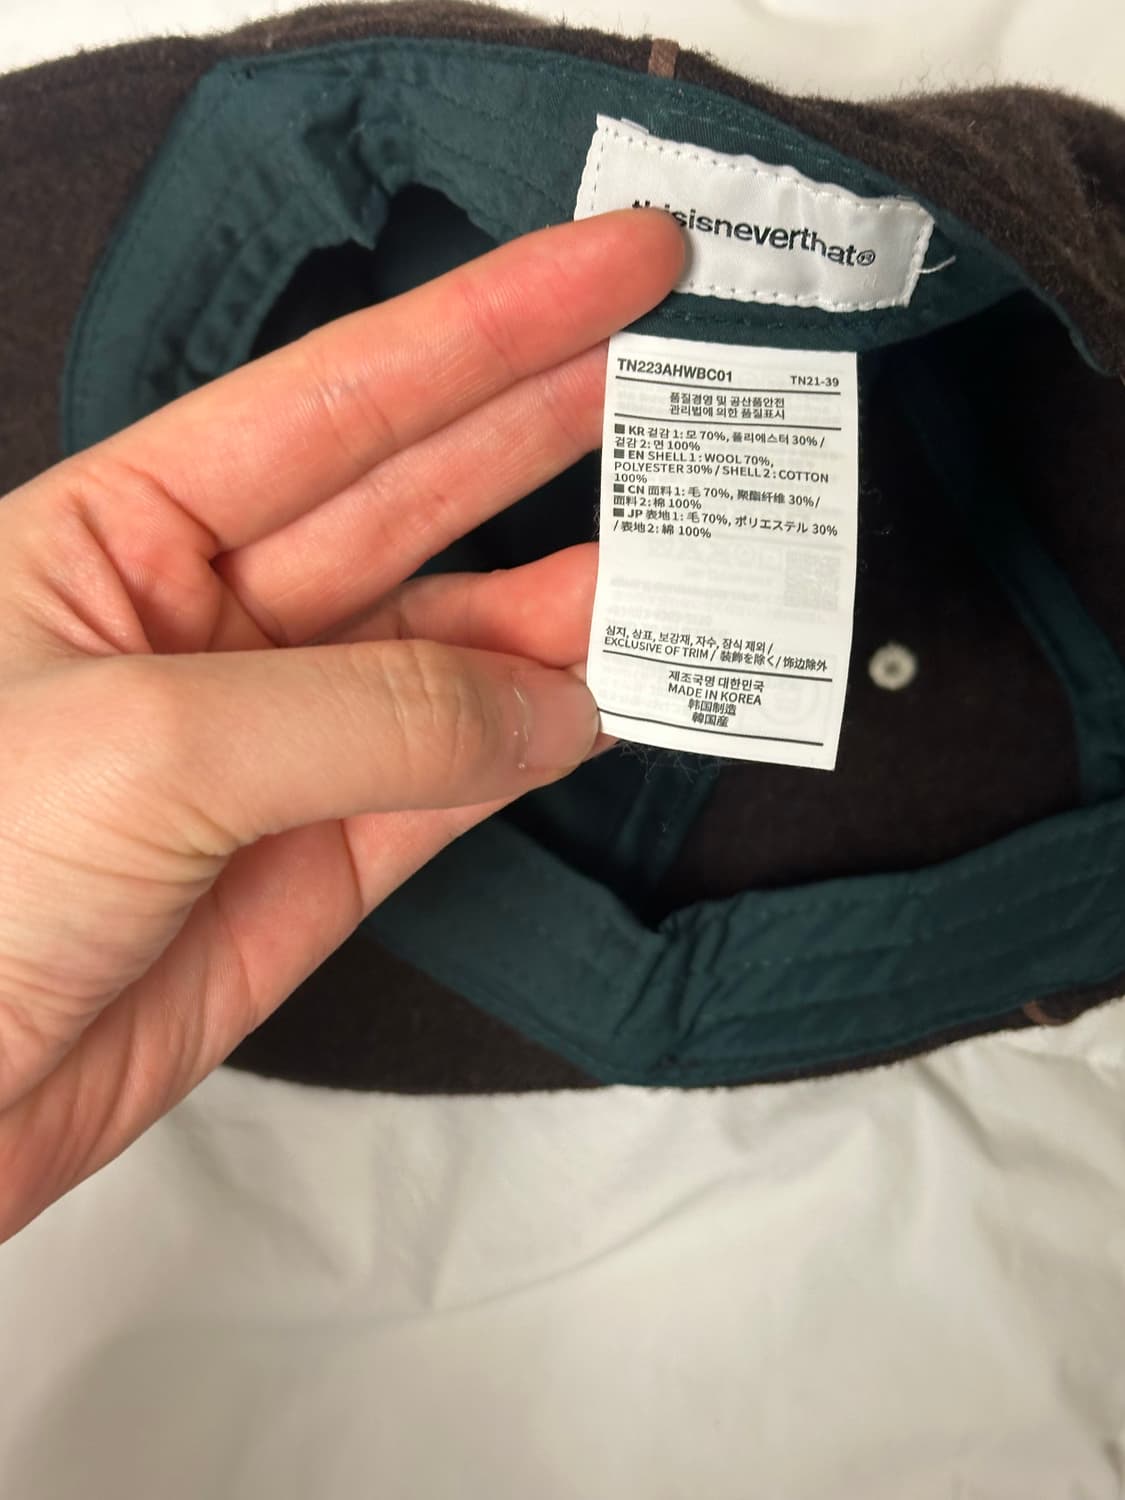 sisneverthat®
TN223AHWBC01 TN21-39
품질경영 및 공산품안전
관리법에 의한 품질표시
■ KR 겉감 1: 모 70%, 폴리에스터 30% /
겉감 2: 면 100%
■ EN SHELL 1 : WOOL 70%,
POLYESTER 30% / SHELL 2 : COTTON
100%
■ CN 面料 1: 毛 70%, 聚酯纤维 30%/
面料 2: 棉 100%
■ JP 表地 1: 毛 70%, ポリエステル 30%
/ 表地 2: 綿 100%
심지, 상표, 보강재, 자수, 장식 제외 /
EXCLUSIVE OF TRIM / 装飾を除く/ 饰边除外
제조국명 대한민국
MADE IN KOREA
韩国制造
韓国産